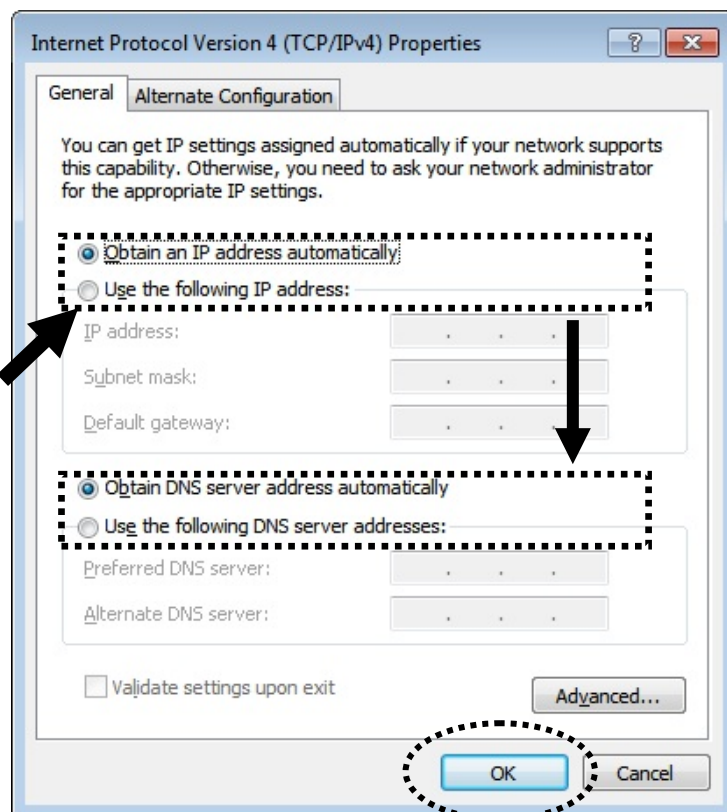 Internet Protocol Version 4 (TCP/IPv4) Properties
General
Alternate Configuration
You can get IP settings assigned automatically if your network supports
this capability. Otherwise, you need to ask your network administrator
for the appropriate IP settings.
Obtain an IP address automatically
Use the following IP address:
IP address:
. . .
Subnet mask:
. . .
Default gateway:
. . .
Obtain DNS server address automatically
Use the following DNS server addresses:
Preferred DNS server:
. . .
Alternate DNS server:
. . .
Validate settings upon exit
Advanced...
OK
Cancel